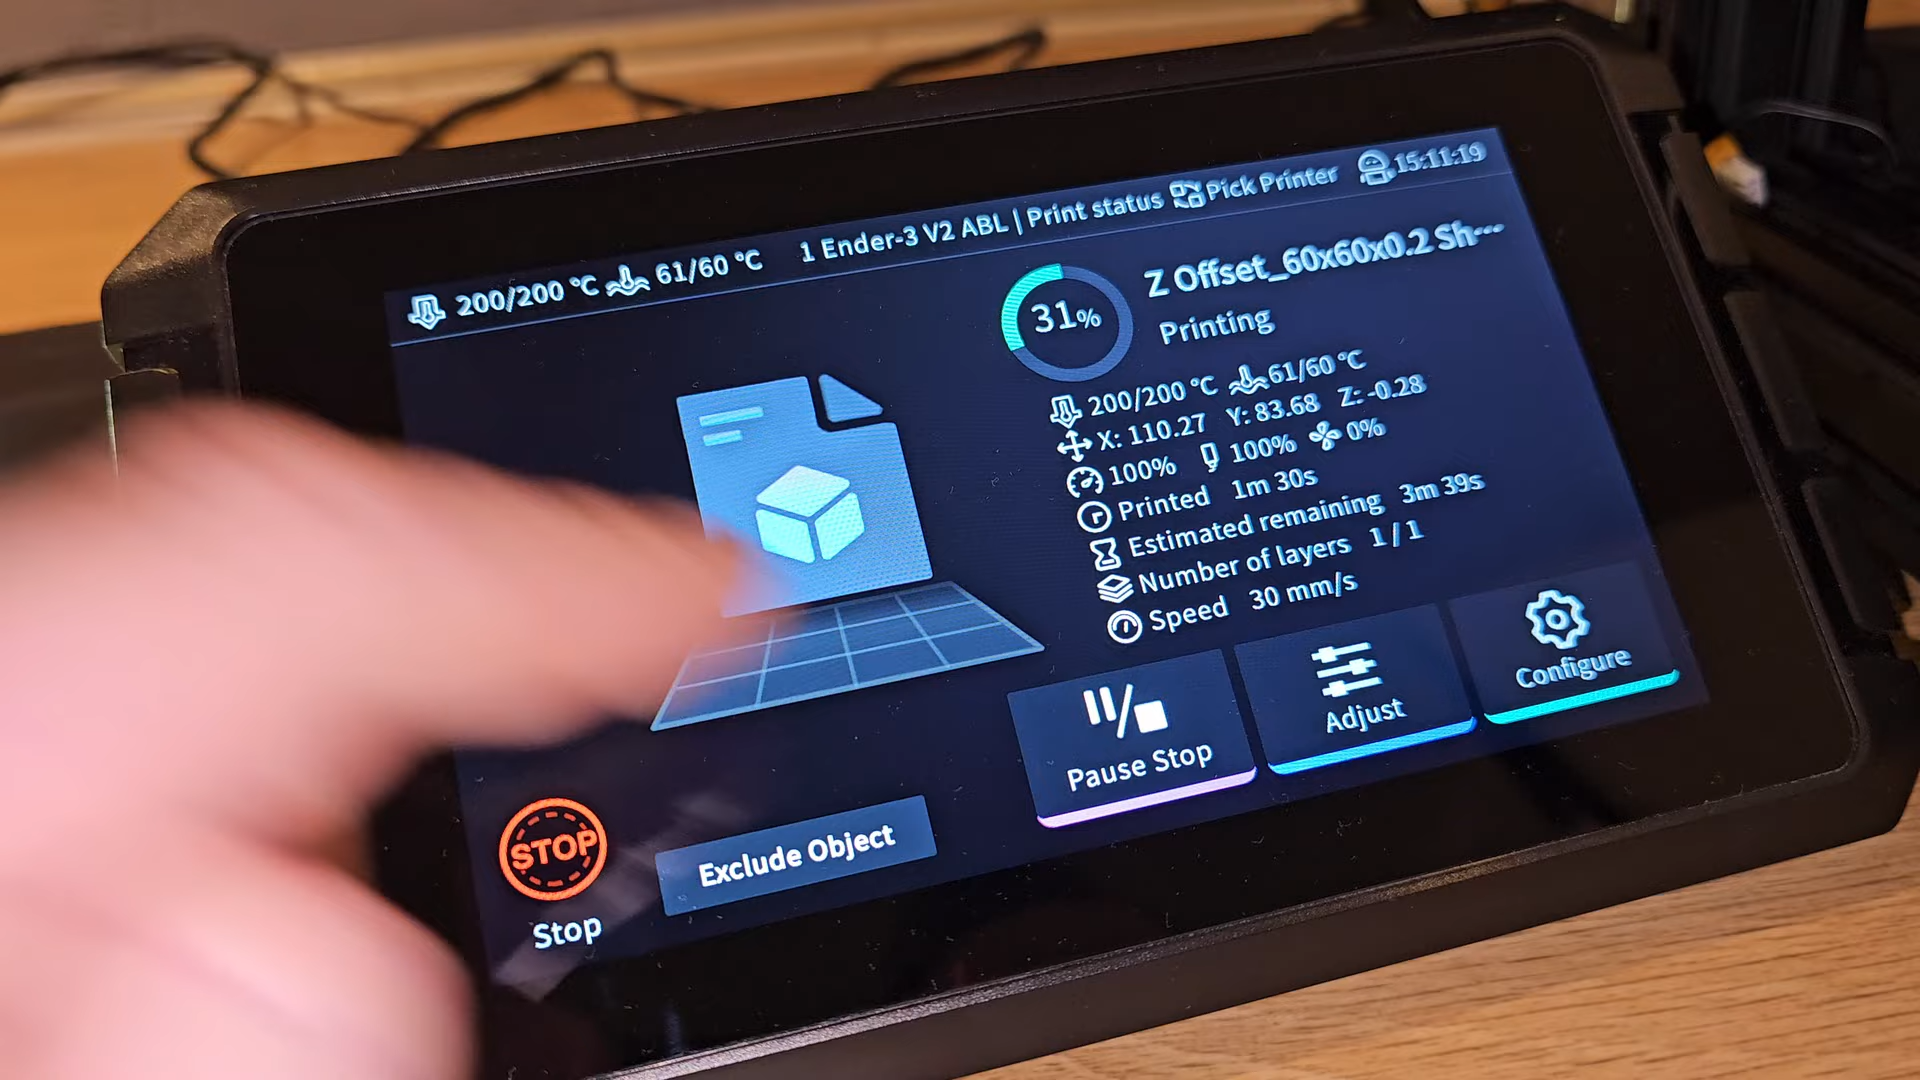 200/200 °C 61/60 °C 1 Ender-3 V2 ABL | Print status Pick Printer 15:11:19
31%
Z Offset_60x60x0.2 Sh...
Printing
200/200 °C 61/60 °C
X: 110.27 Y: 83.68 Z: -0.28
100% 100% 0%
Printed 1m 30s
Estimated remaining 3m 39s
Number of layers 1 / 1
Speed 30 mm/s
Pause Stop
Adjust
Configure
STOP
Stop
Exclude Object